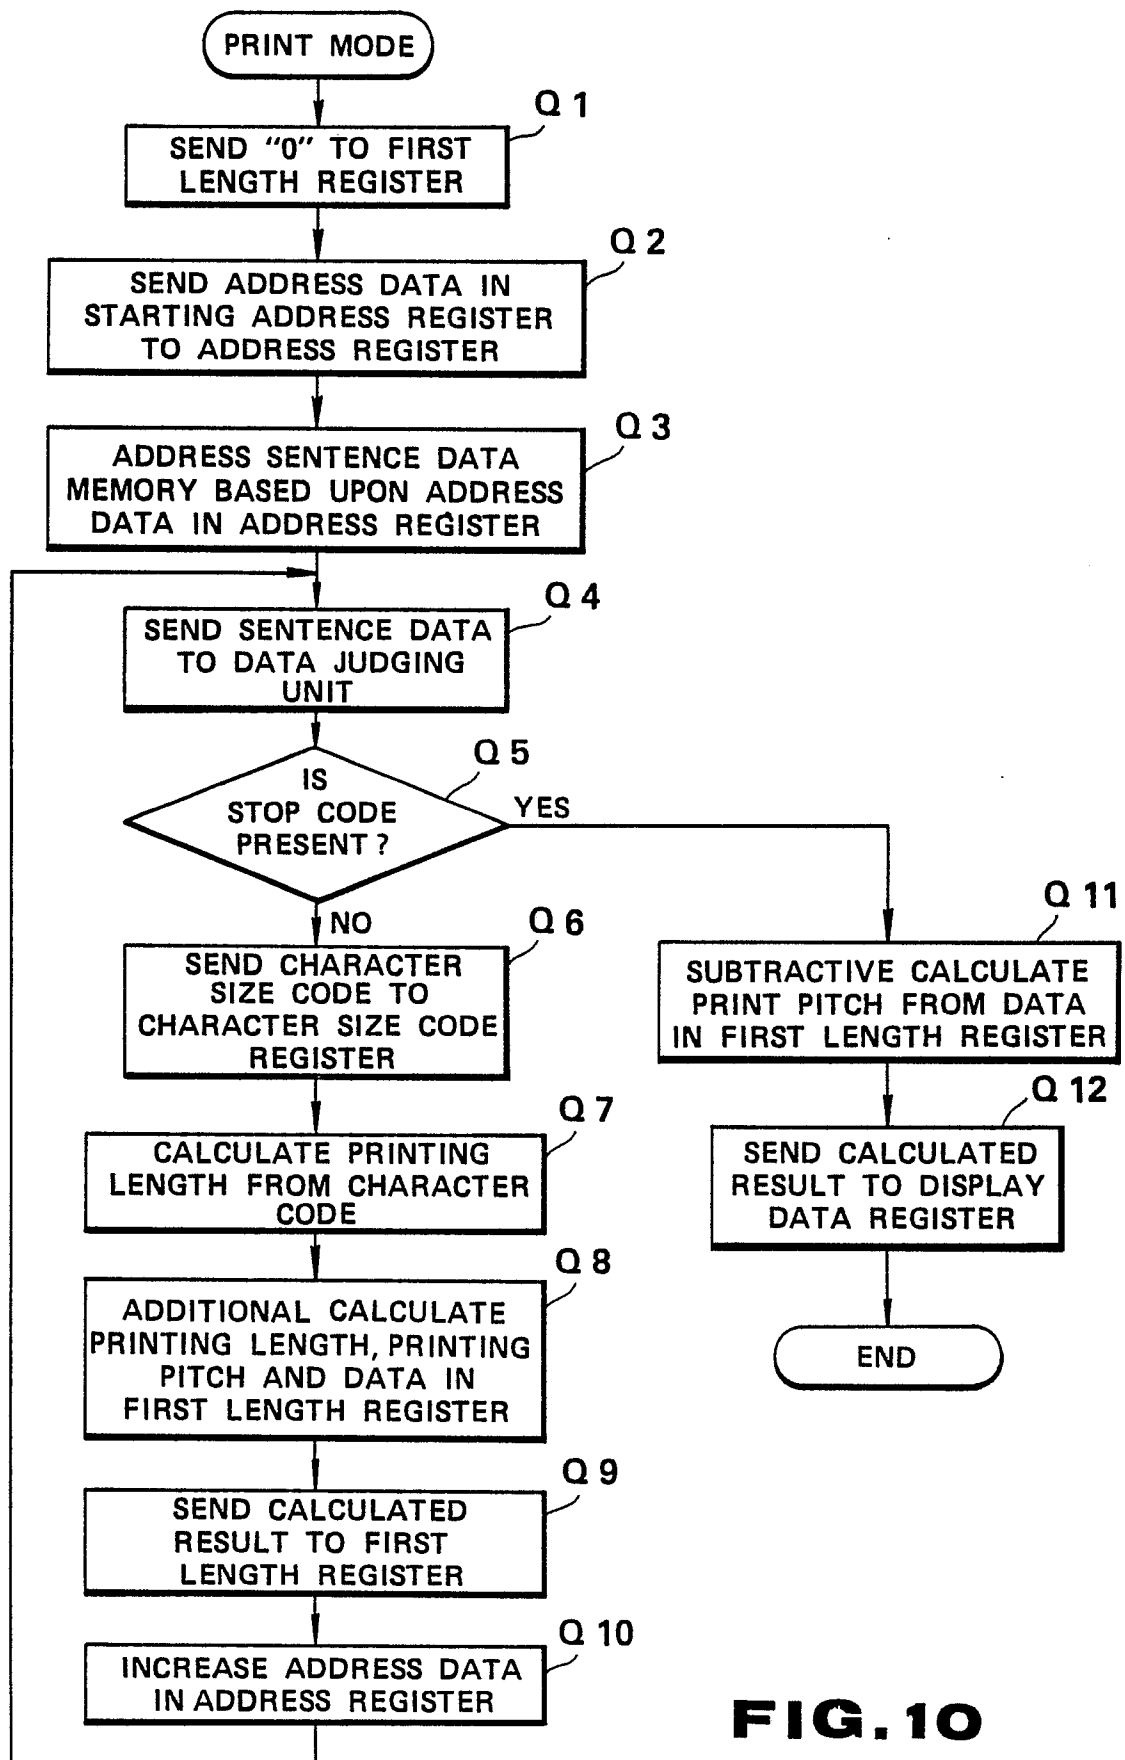 PRINT MODE
Q 1
SEND "0" TO FIRST
LENGTH REGISTER
Q 2
SEND ADDRESS DATA IN
STARTING ADDRESS REGISTER
TO ADDRESS REGISTER
Q 3
ADDRESS SENTENCE DATA
MEMORY BASED UPON ADDRESS
DATA IN ADDRESS REGISTER
Q 4
SEND SENTENCE DATA
TO DATA JUDGING
UNIT
Q 5
IS
STOP CODE
PRESENT ?
YES
NO
Q 6
SEND CHARACTER
SIZE CODE TO
CHARACTER SIZE CODE
REGISTER
Q 7
CALCULATE PRINTING
LENGTH FROM CHARACTER
CODE
Q 8
ADDITIONAL CALCULATE
PRINTING LENGTH, PRINTING
PITCH AND DATA IN
FIRST LENGTH REGISTER
Q 9
SEND CALCULATED
RESULT TO FIRST
LENGTH REGISTER
Q 10
INCREASE ADDRESS DATA
IN ADDRESS REGISTER
Q 11
SUBTRACTIVE CALCULATE
PRINT PITCH FROM DATA
IN FIRST LENGTH REGISTER
Q 12
SEND CALCULATED
RESULT TO DISPLAY
DATA REGISTER
END
FIG. 10